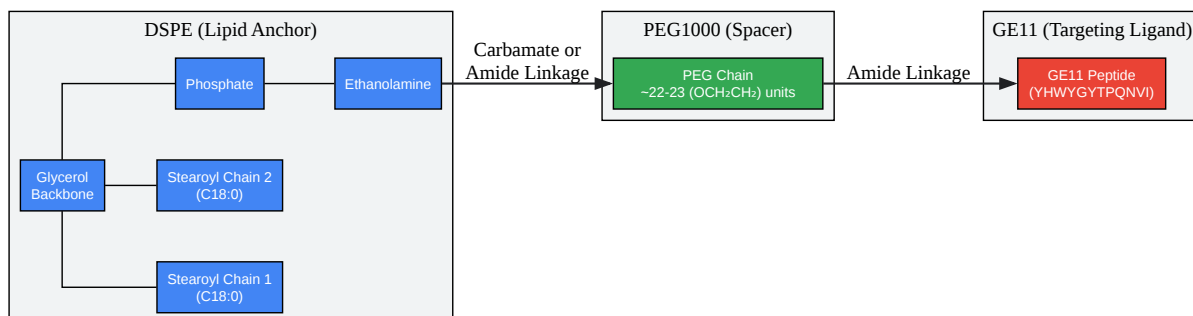 DSPE (Lipid Anchor)
PEG1000 (Spacer)
GE11 (Targeting Ligand)
Phosphate
Ethanolamine
Carbamate or
Amide Linkage
PEG Chain
~22-23 (OCH₂CH₂) units
Amide Linkage
GE11 Peptide
(YHWYGYTPQNVI)
Glycerol
Backbone
Stearoyl Chain 2
(C18:0)
Stearoyl Chain 1
(C18:0)